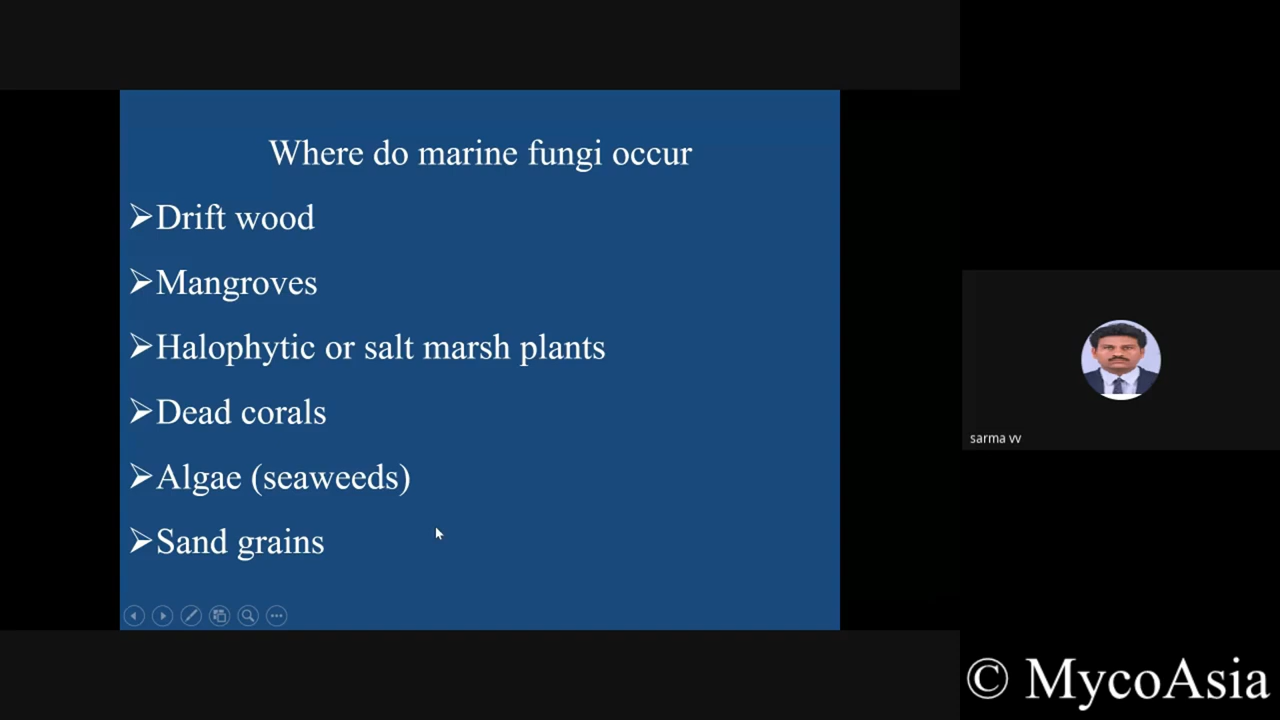 Where do marine fungi occur
➢Drift wood
➢Mangroves
➢Halophytic or salt marsh plants
➢Dead corals
➢Algae (seaweeds)
➢Sand grains
sarma vv
© MycoAsia